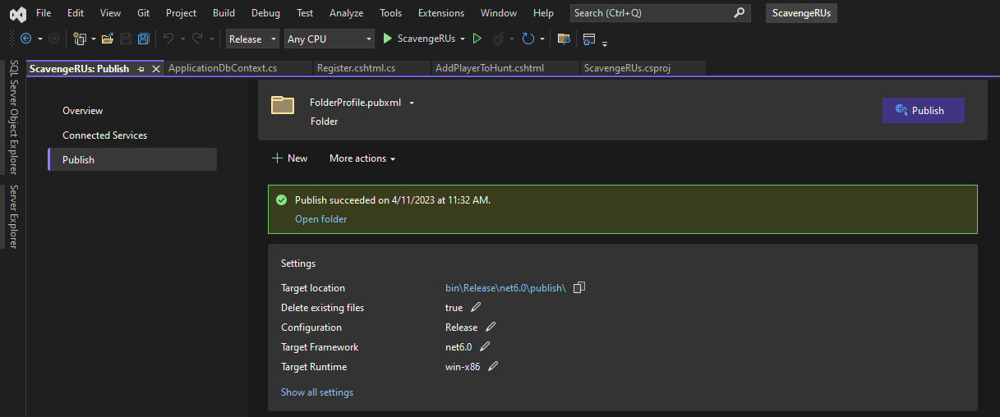 File Edit View Git Project Build Debug Test Analyze Tools Extensions Window Help Search (Ctrl+Q) ScavengeRUs
Release Any CPU ScavengeRUs
SQL Server Object Explorer
Server Explorer
ScavengeRUs: Publish ApplicationDbContext.cs Register.cshtml.cs AddPlayerToHunt.cshtml ScavengeRUs.csproj
Overview
Connected Services
Publish
FolderProfile.pubxml
Folder
Publish
New More actions
Publish succeeded on 4/11/2023 at 11:32 AM.
Open folder
Settings
Target location bin\Release\net6.0\publish\
Delete existing files true
Configuration Release
Target Framework net6.0
Target Runtime win-x86
Show all settings